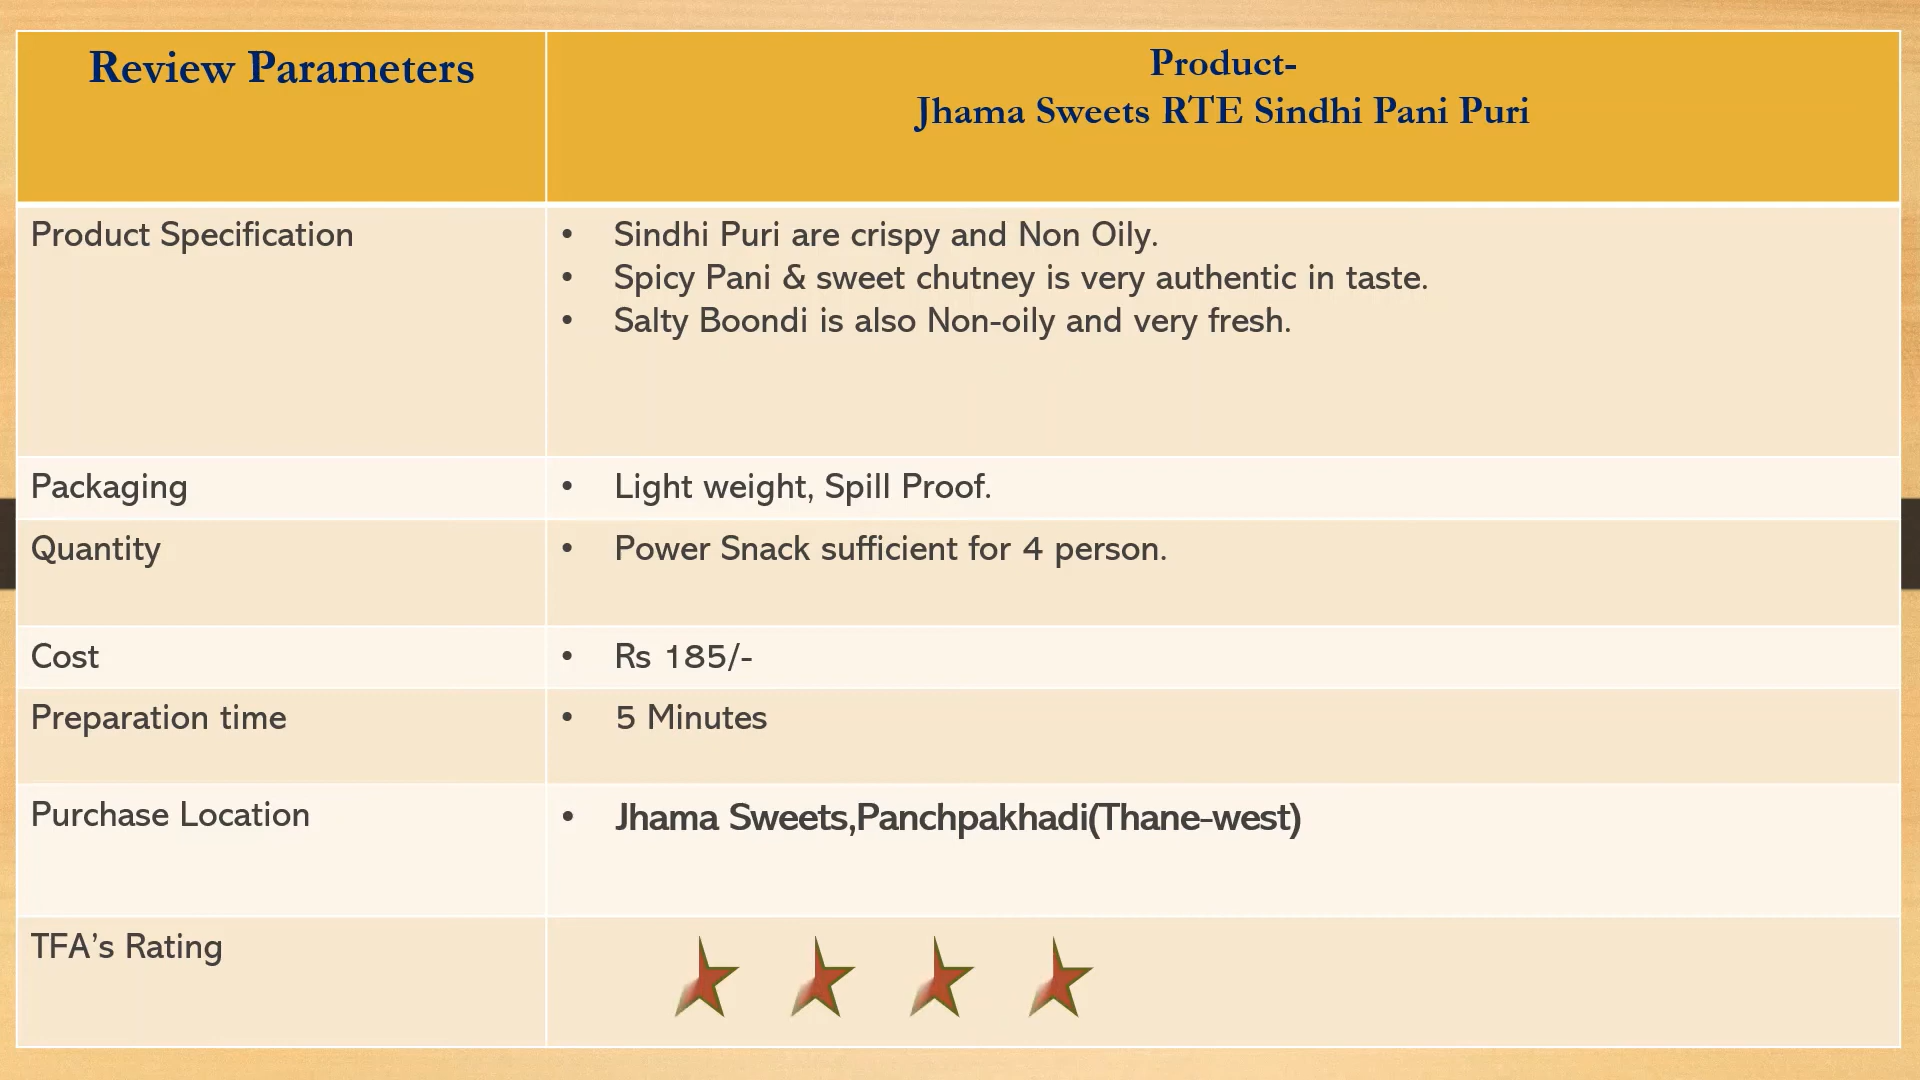 Review Parameters
Product-
Jhama Sweets RTE Sindhi Pani Puri
Product Specification
• Sindhi Puri are crispy and Non Oily.
• Spicy Pani & sweet chutney is very authentic in taste.
• Salty Boondi is also Non-oily and very fresh.
Packaging
• Light weight, Spill Proof.
Quantity
• Power Snack sufficient for 4 person.
Cost
• Rs 185/-
Preparation time
• 5 Minutes
Purchase Location
• Jhama Sweets,Panchpakhadi(Thane-west)
TFA’s Rating